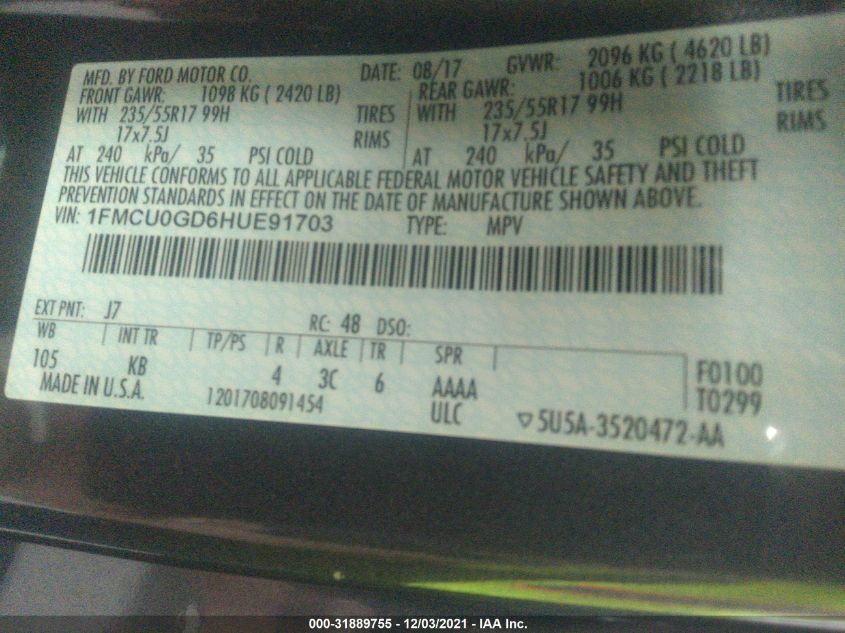 MFD. BY FORD MOTOR CO. DATE: 08/17 GVWR: 2096 KG ( 4620 LB)
FRONT GAWR: 1098 KG ( 2420 LB) REAR GAWR: 1006 KG ( 2218 LB)
WITH 235/55R17 99H TIRES WITH 235/55R17 99H TIRES
17x7.5J RIMS 17x7.5J RIMS
AT 240 kPa/ 35 PSI COLD AT 240 kPa/ 35 PSI COLD
THIS VEHICLE CONFORMS TO ALL APPLICABLE FEDERAL MOTOR VEHICLE SAFETY AND THEFT
PREVENTION STANDARDS IN EFFECT ON THE DATE OF MANUFACTURE SHOWN ABOVE.
VIN: 1FMCU0GD6HUE91703 TYPE: MPV
EXT PNT: J7 RC: 48 DSO:
WB INT TR TP/PS R AXLE TR SPR
105 KB 4 3C 6 AAAA F0100
MADE IN U.S.A. 1201708091454 ULC ▽5U5A-3520472-AA T0299
000-31889755 - 12/03/2021 - IAA Inc.